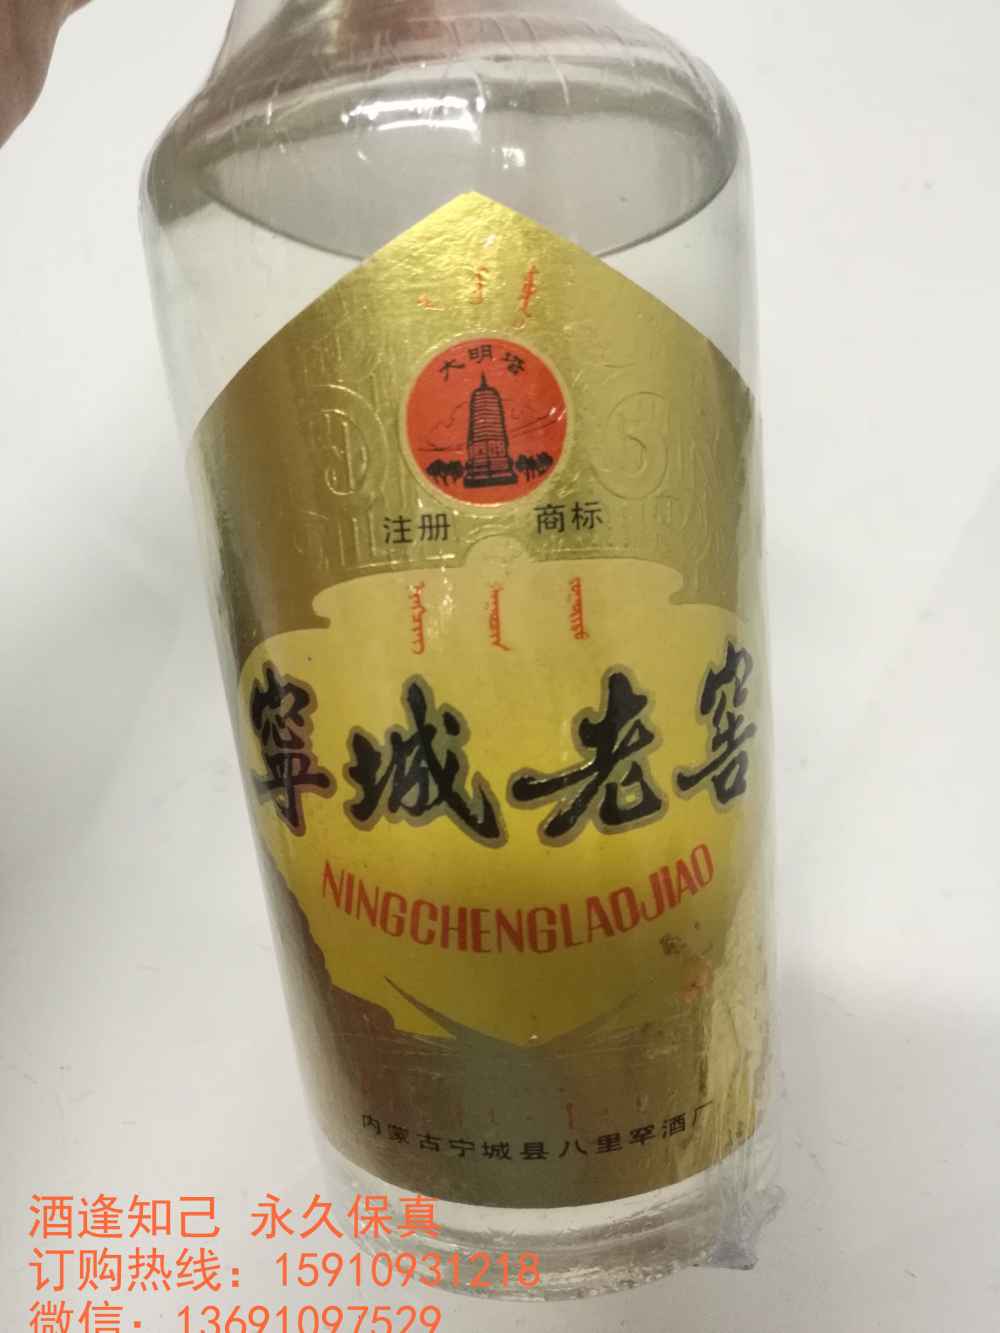 大明塔
注册 商标
寧城老窖
NINGCHENGLAOJIAO
内蒙古宁城县八里罕酒厂
酒逢知己 永久保真
订购热线：15910931218
微信：13691097529